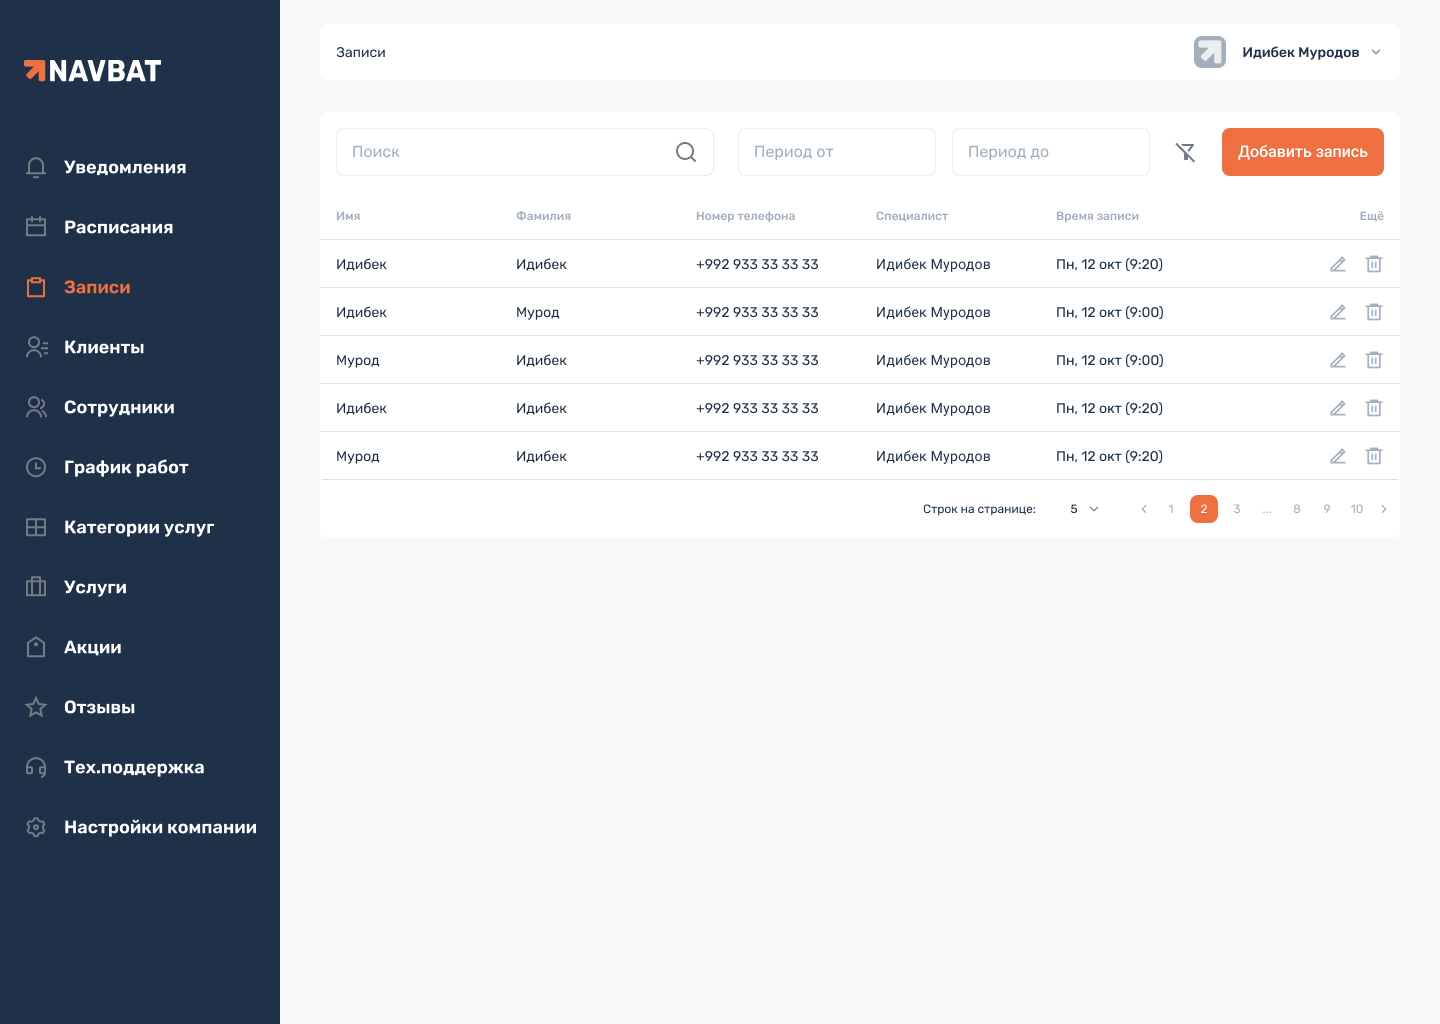 NAVBAT
Уведомления
Расписания
Записи
Клиенты
Сотрудники
График работ
Категории услуг
Услуги
Акции
Отзывы
Тех.поддержка
Настройки компании
Записи
Идибек Муродов
Поиск
Период от
Период до
Добавить запись
Имя Фамилия Номер телефона Специалист Время записи Ещё
Идибек Идибек +992 933 33 33 33 Идибек Муродов Пн, 12 окт (9:20)
Идибек Мурод +992 933 33 33 33 Идибек Муродов Пн, 12 окт (9:00)
Мурод Идибек +992 933 33 33 33 Идибек Муродов Пн, 12 окт (9:00)
Идибек Идибек +992 933 33 33 33 Идибек Муродов Пн, 12 окт (9:20)
Мурод Идибек +992 933 33 33 33 Идибек Муродов Пн, 12 окт (9:20)
Строк на странице: 5 1 2 3 ... 8 9 10